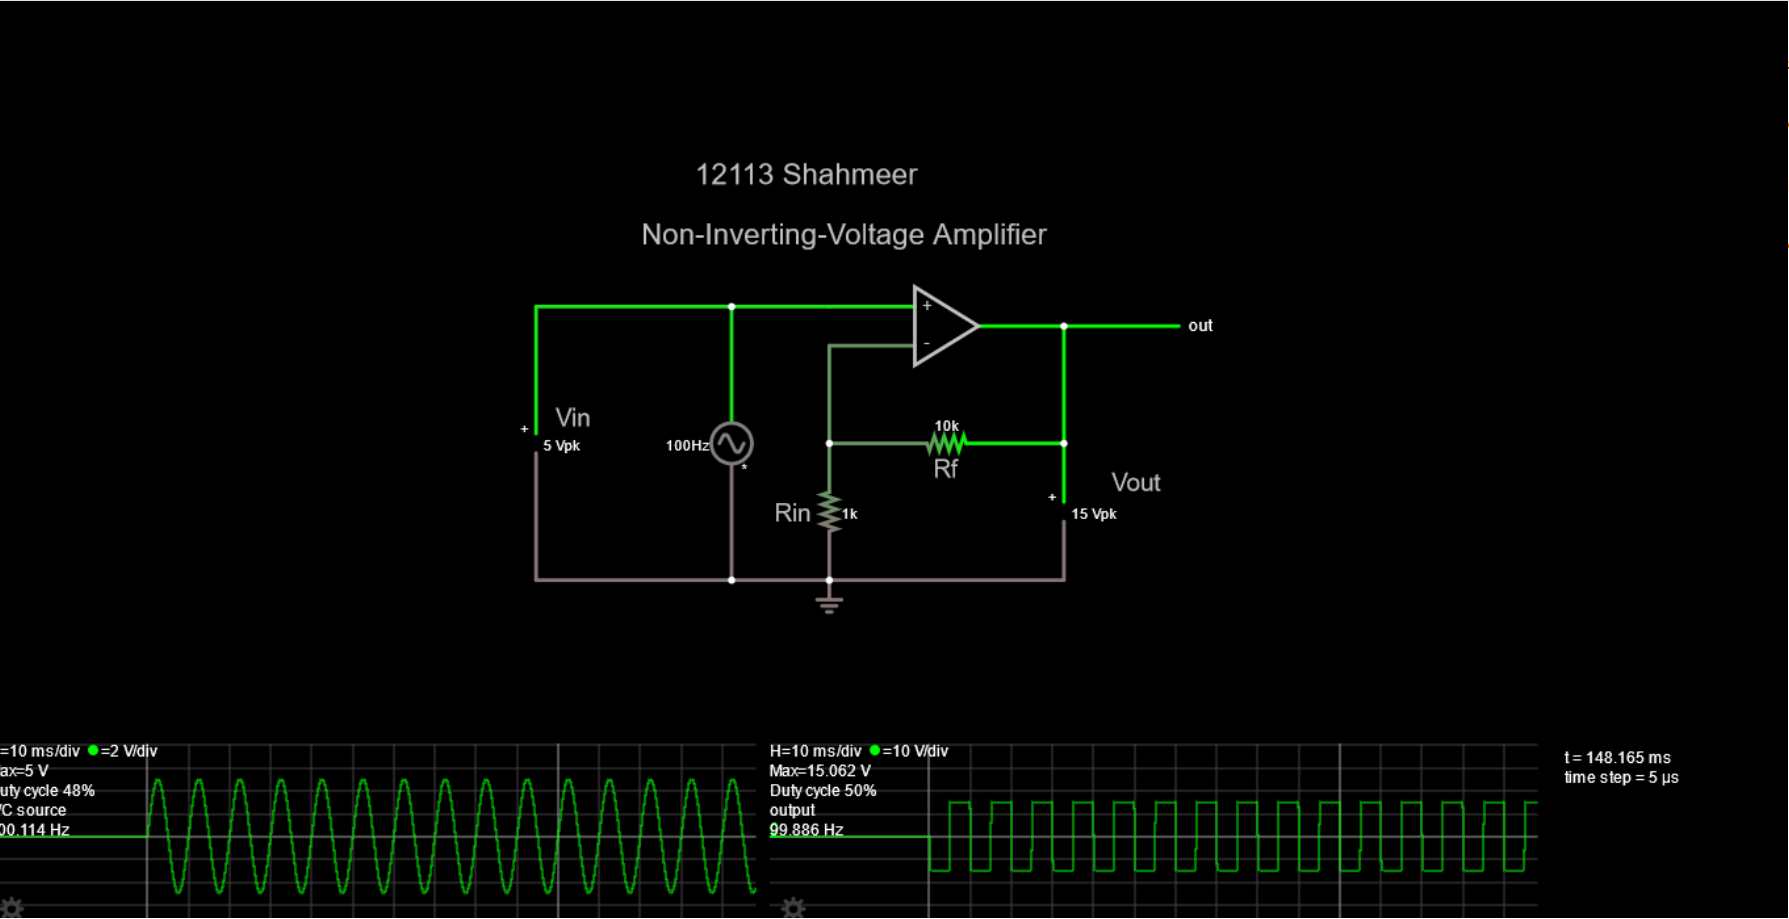 12113 Shahmeer
Non-Inverting-Voltage Amplifier
+
-
out
Vin
+
5 Vpk
100Hz
*
10k
Rf
Rin
1k
Vout
+
15 Vpk
=10 ms/div =2 V/div
ax=5 V
uty cycle 48%
/C source
00.114 Hz
H=10 ms/div =10 V/div
Max=15.062 V
Duty cycle 50%
output
99.886 Hz
t = 148.165 ms
time step = 5 µs